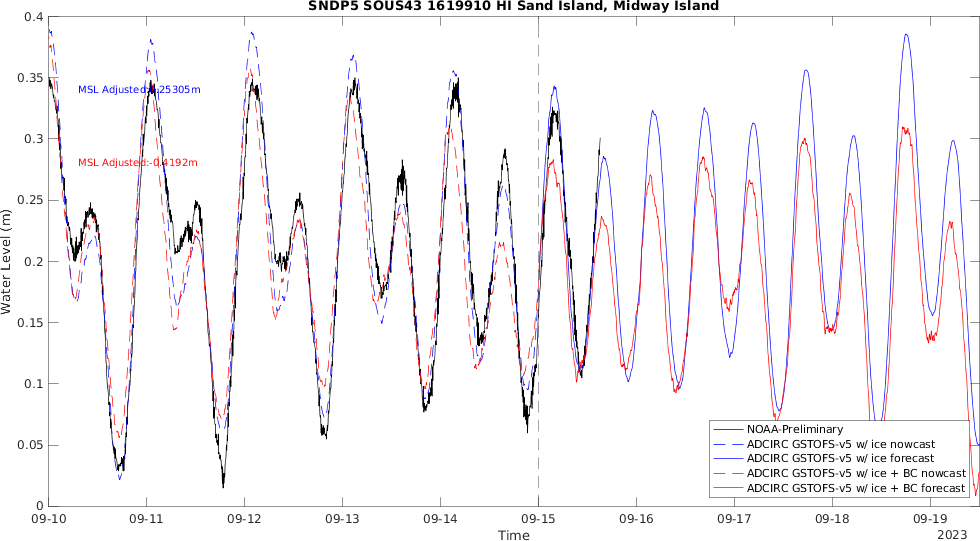 SNDP5 SOUS43 1619910 HI Sand Island, Midway Island
0.4
0.35
0.3
0.25
0.2
0.15
0.1
0.05
0
Water Level (m)
MSL Adjusted:
25305m
MSL Adjusted:-0.4192m
NOAA-Preliminary
ADCIRC GSTOFS-v5 w/ ice nowcast
ADCIRC GSTOFS-v5 w/ ice forecast
ADCIRC GSTOFS-v5 w/ ice + BC nowcast
ADCIRC GSTOFS-v5 w/ ice + BC forecast
09-10 09-11 09-12 09-13 09-14 09-15 09-16 09-17 09-18 09-19
Time
2023